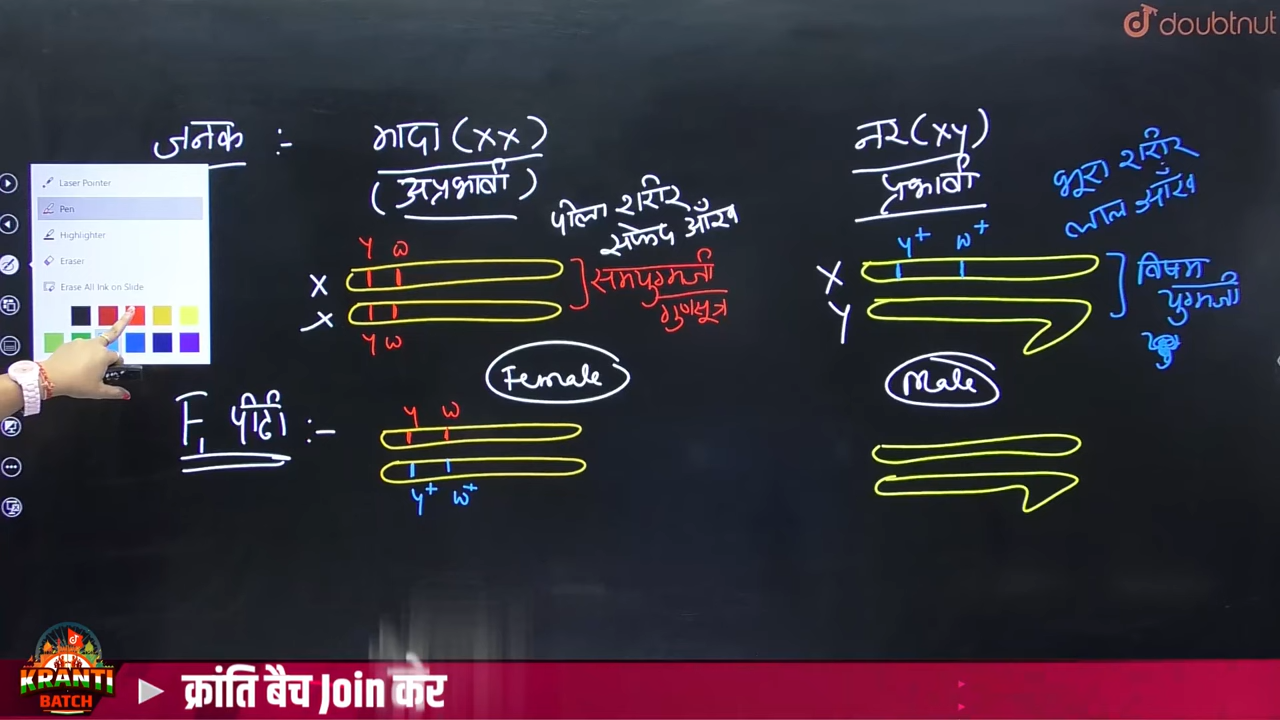 doubtnut
जनक :-
मादा (XX)
(अप्रभावी)
नर (XY)
प्रभावी
भूरा शरीर
लाल आँख
पीला शरीर
सफेद आँख
Laser Pointer
Pen
Highlighter
Eraser
Erase All Ink on Slide
y w
X
X
y w
समयुग्मजी
गुणसूत्र
y+ w+
X
Y
विषम
युग्मजी
Female
Male
F1 पीढी :-
y w
y+ w+
KRANTI
BATCH
क्रांति बैच Join कर